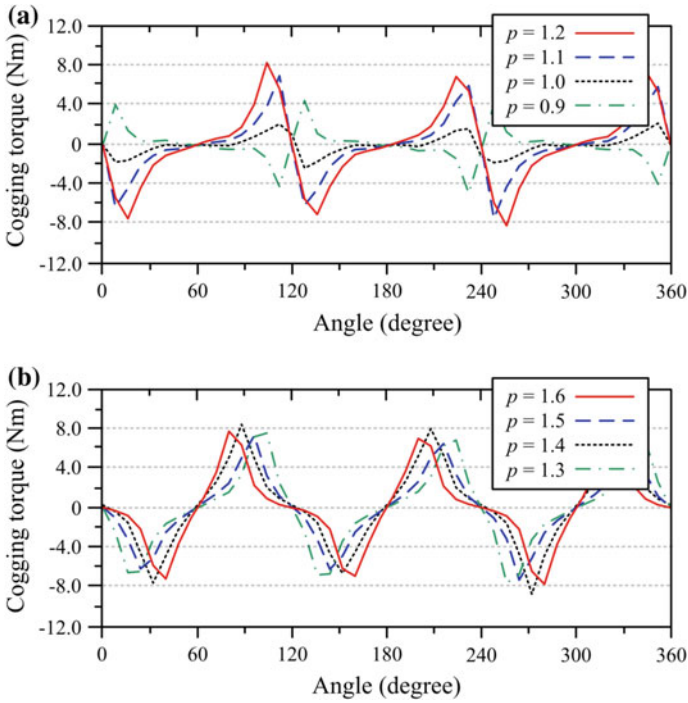 (a)
Cogging torque (Nm)
12.0
8.0
4.0
0
-4.0
-8.0
-12.0
p = 1.2
p = 1.1
p = 1.0
p = 0.9
0 60 120 180 240 300 360
Angle (degree)
(b)
Cogging torque (Nm)
12.0
8.0
4.0
0
-4.0
-8.0
-12.0
p = 1.6
p = 1.5
p = 1.4
p = 1.3
0 60 120 180 240 300 360
Angle (degree)